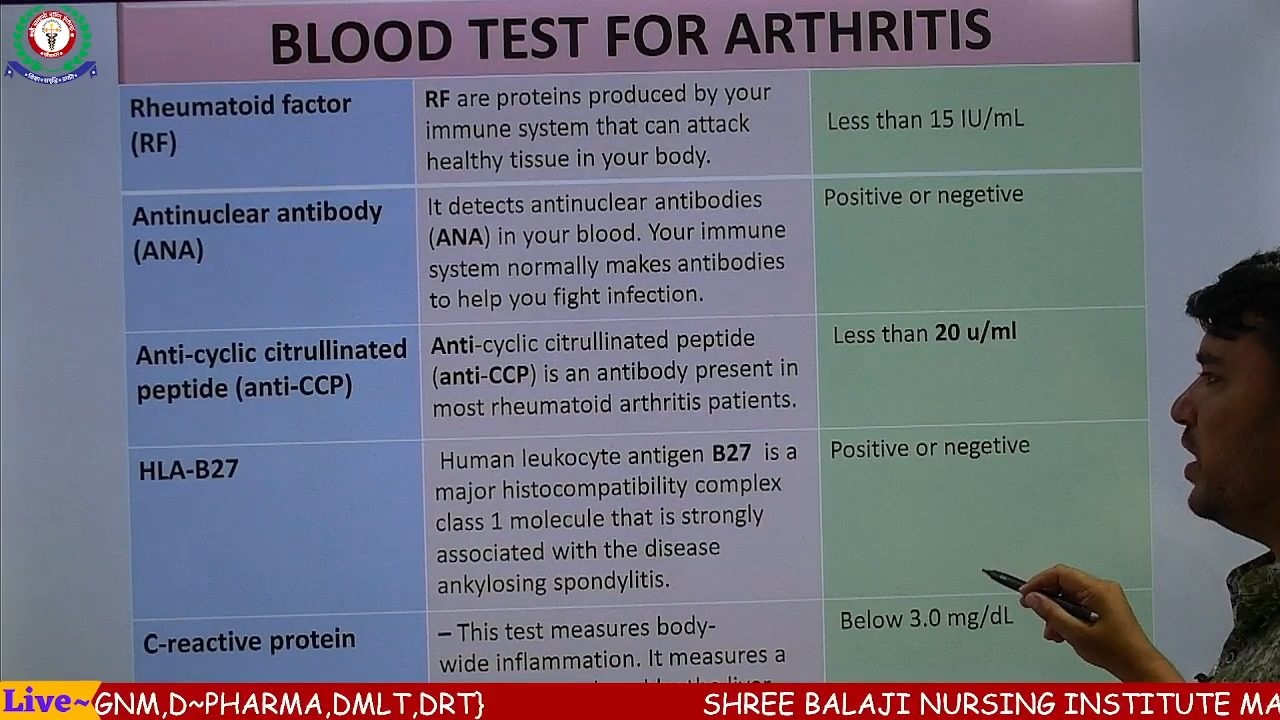 BLOOD TEST FOR ARTHRITIS
Rheumatoid factor
(RF)
RF are proteins produced by your
immune system that can attack
healthy tissue in your body.
Less than 15 IU/mL
Antinuclear antibody
(ANA)
It detects antinuclear antibodies
(ANA) in your blood. Your immune
system normally makes antibodies
to help you fight infection.
Positive or negetive
Anti-cyclic citrullinated
peptide (anti-CCP)
Anti-cyclic citrullinated peptide
(anti-CCP) is an antibody present in
most rheumatoid arthritis patients.
Less than 20 u/ml
HLA-B27
Human leukocyte antigen B27 is a
major histocompatibility complex
class 1 molecule that is strongly
associated with the disease
ankylosing spondylitis.
Positive or negetive
C-reactive protein
– This test measures body-
wide inflammation. It measures a
Below 3.0 mg/dL
Live~ GNM,D~PHARMA,DMLT,DRT} SHREE BALAJI NURSING INSTITUTE MA